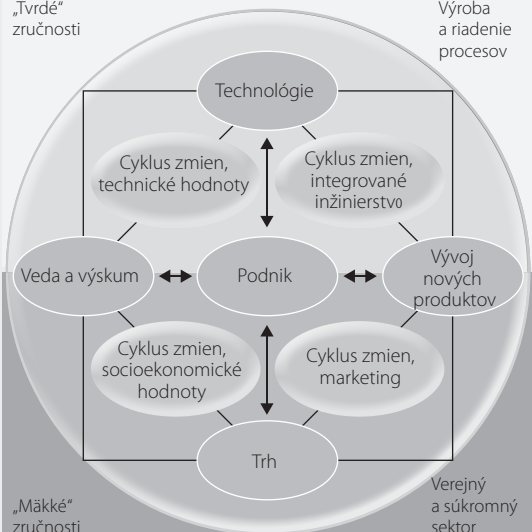 „Tvrdé“
zručnosti
Výroba
a riadenie
procesov
Technológie
Cyklus zmien,
technické hodnoty
Cyklus zmien,
integrované
inžinierstvo
Veda a výskum
Podnik
Vývoj
nových
produktov
Cyklus zmien,
socioekonomické
hodnoty
Cyklus zmien,
marketing
Trh
„Mäkké“
zručnosti
Verejný
a súkromný
sektor